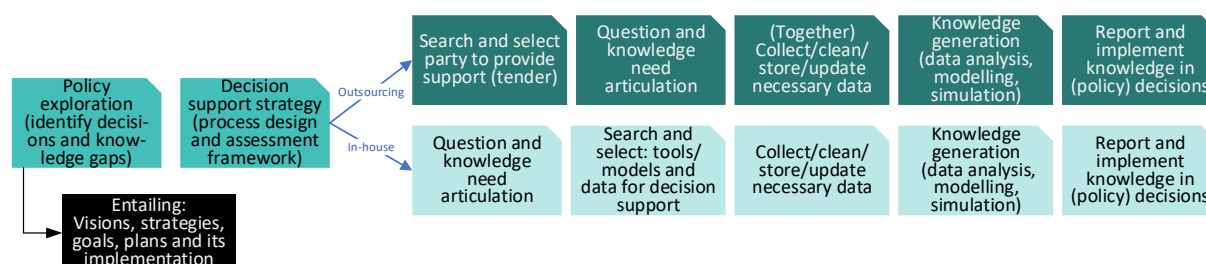 Policy
exploration
(identify decisi-
ons and know-
ledge gaps)
Entailing:
Visions, strategies,
goals, plans and its
implementation
Decision
support strategy
(process design
and assessment
framework)
Outsourcing
In-house
Search and select
party to provide
support (tender)
Question and
knowledge need
articulation
(Together)
Collect/clean/
store/update
necessary data
Knowledge
generation
(data analysis,
modelling,
simulation)
Report and
implement
knowledge in
(policy) decisions
Question and
knowledge
need
articulation
Search and
select: tools/
models and
data for decision
support
Collect/clean/
store/update
necessary data
Knowledge
generation
(data analysis,
modelling,
simulation)
Report and
implement
knowledge in
(policy) decisions